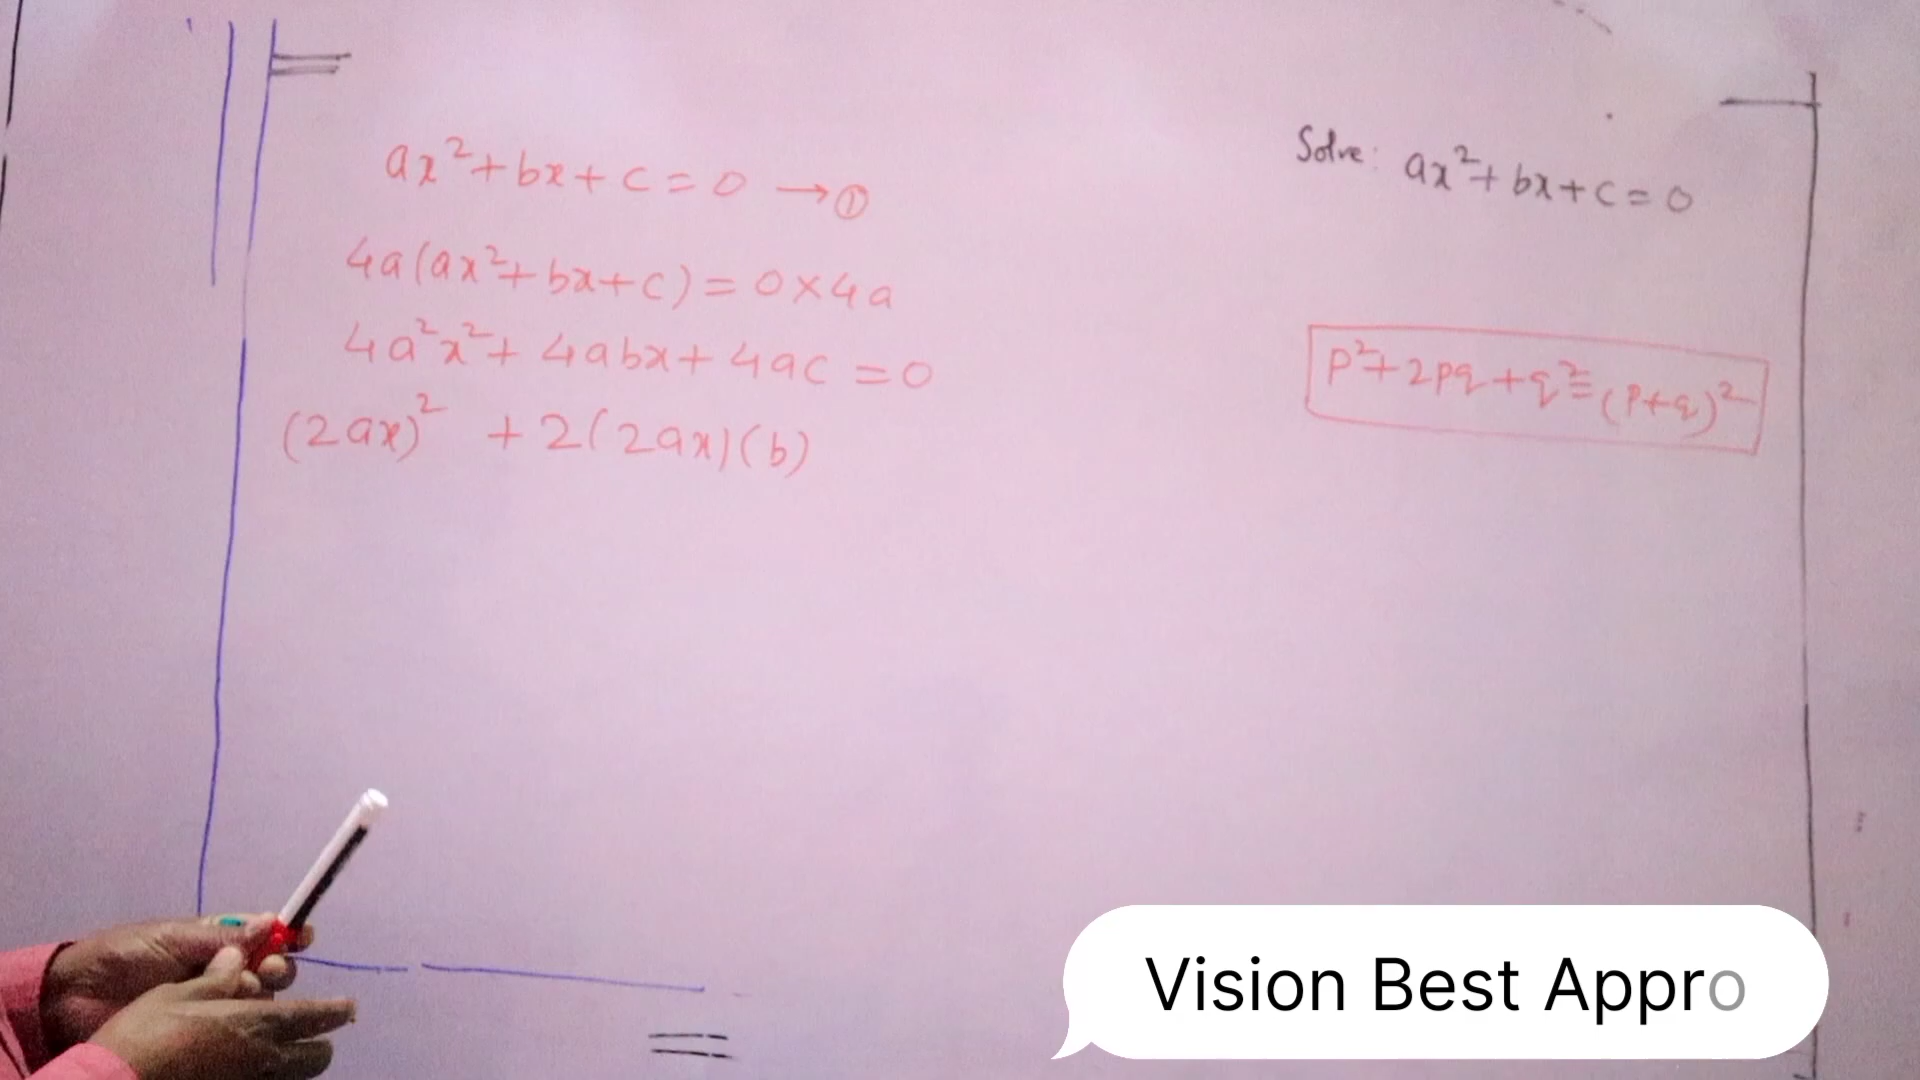 ax²+bx+c=0 →①
4a(ax²+bx+c)=0×4a
4a²x²+4abx+4ac=0
(2ax)² +2(2ax)(b)
Solve: ax²+bx+c=0
p²+2pq+q²=(p+q)²
Vision Best Appro